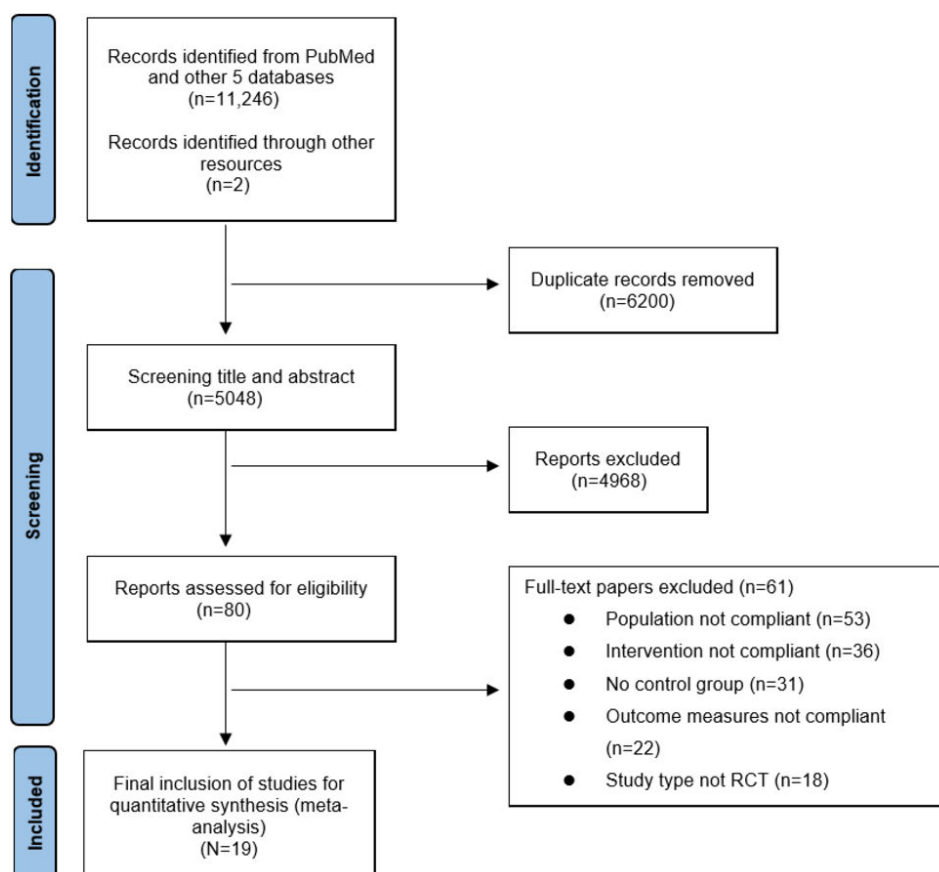 Identification
Records identified from PubMed
and other 5 databases
(n=11,246)
Records identified through other
resources
(n=2)
Duplicate records removed
(n=6200)
Screening
Screening title and abstract
(n=5048)
Reports excluded
(n=4968)
Reports assessed for eligibility
(n=80)
Full-text papers excluded (n=61)
● Population not compliant (n=53)
● Intervention not compliant (n=36)
● No control group (n=31)
● Outcome measures not compliant
(n=22)
● Study type not RCT (n=18)
Included
Final inclusion of studies for
quantitative synthesis (meta-
analysis)
(N=19)